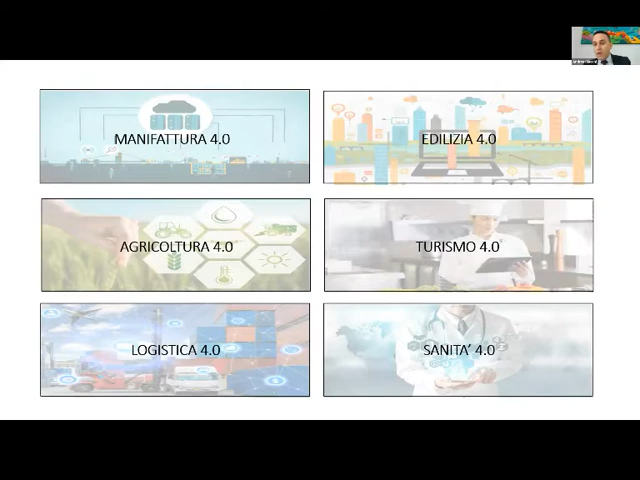 MANIFATTURA 4.0
EDILIZIA 4.0
AGRICOLTURA 4.0
TURISMO 4.0
LOGISTICA 4.0
SANITA’ 4.0